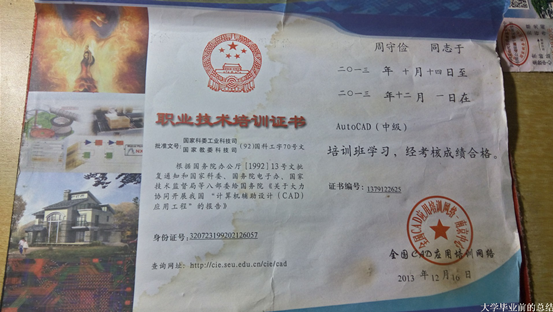 职业技术培训证书
批准文号：国家科委工业科技司 国家教委科技司 (92)国科工字70号文
根据国务院办公厅[1992]13号文批
复通知和国家科委、国务院电子办、国家
技术监督局等八部委给国务院《关于大力
协同开展我国“计算机辅助设计（CAD）
应用工程”的报告》
身份证号：320723199202126057
查询网址：http://cie.seu.edu.cn/cie/cad
周守俭 同志于
二〇一三年 十月十四日至
二〇一三年 十二月 一日在
AutoCAD（中级）
培训班学习，经考核成绩合格。
证书编号：1379122625
全国CAD应用培训网络
2013年12月10日
大学毕业前的总结